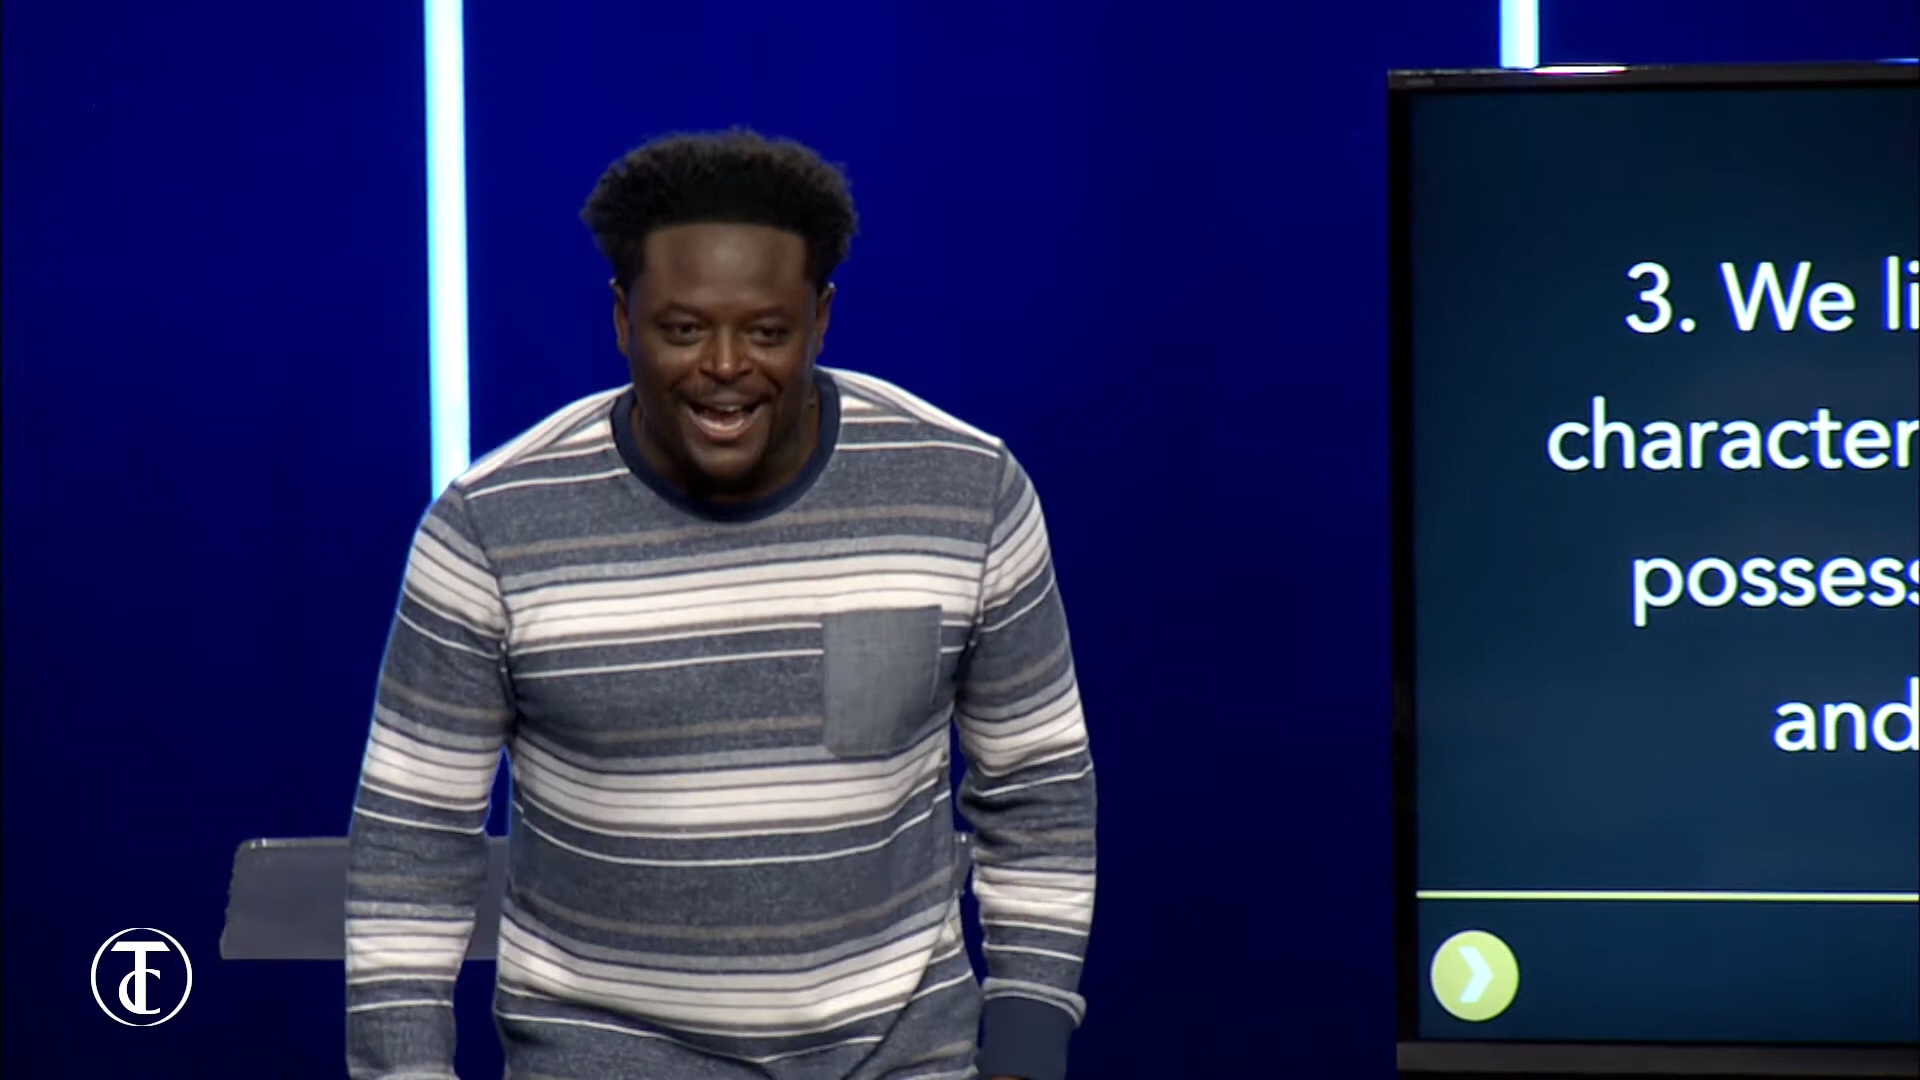 3. We li
character
possess
and
TC